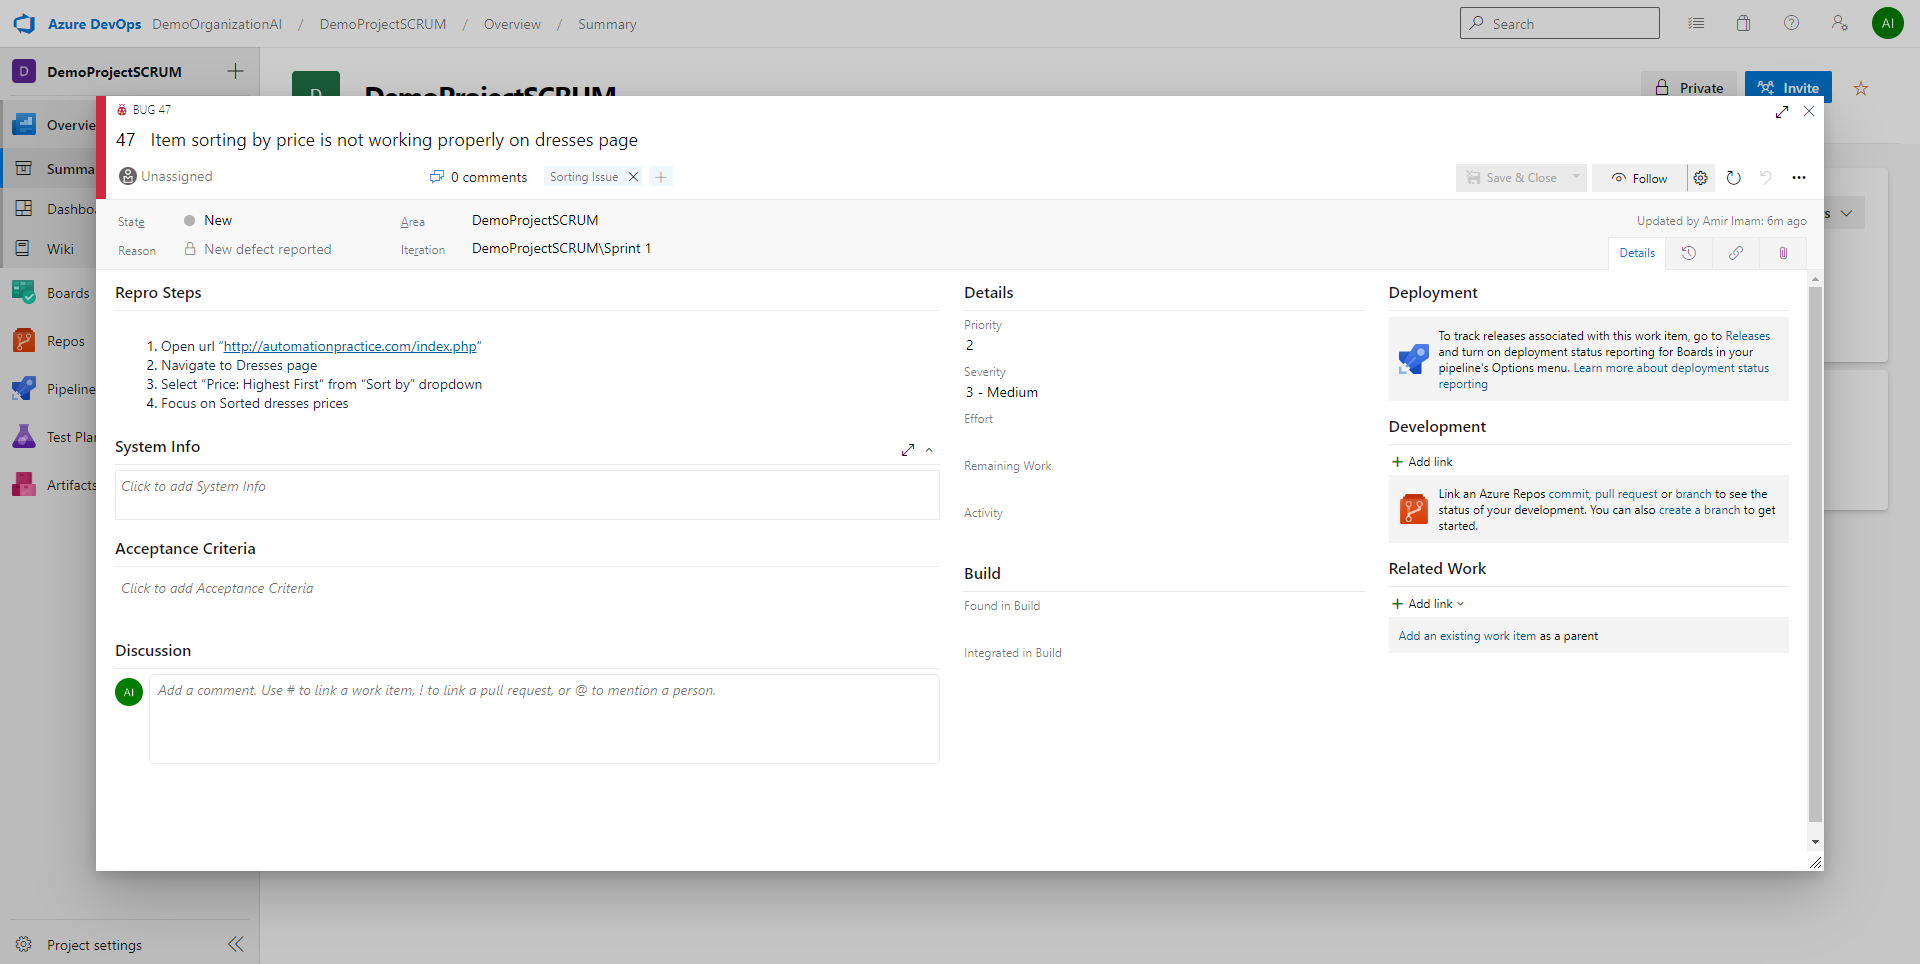 Azure DevOps DemoOrganizationAI / DemoProjectSCRUM / Overview / Summary
Search
AI
D DemoProjectSCRUM
Private
Invite
Overvie
Summa
Dashbo
Wiki
Boards
Repos
Pipeline
Test Plan
Artifacts
Project settings
BUG 47
47 Item sorting by price is not working properly on dresses page
Unassigned
0 comments
Sorting Issue
Save & Close
Follow
State
New
Area
DemoProjectSCRUM
Updated by Amir Imam: 6m ago
Reason
New defect reported
Iteration
DemoProjectSCRUM\Sprint 1
Details
Repro Steps
1. Open url “http://automationpractice.com/index.php”
2. Navigate to Dresses page
3. Select “Price: Highest First” from “Sort by” dropdown
4. Focus on Sorted dresses prices
System Info
Click to add System Info
Acceptance Criteria
Click to add Acceptance Criteria
Discussion
AI
Add a comment. Use # to link a work item, ! to link a pull request, or @ to mention a person.
Details
Priority
2
Severity
3 - Medium
Effort
Remaining Work
Activity
Build
Found in Build
Integrated in Build
Deployment
To track releases associated with this work item, go to Releases
and turn on deployment status reporting for Boards in your
pipeline's Options menu. Learn more about deployment status
reporting
Development
Add link
Link an Azure Repos commit, pull request or branch to see the
status of your development. You can also create a branch to get
started.
Related Work
Add link
Add an existing work item as a parent